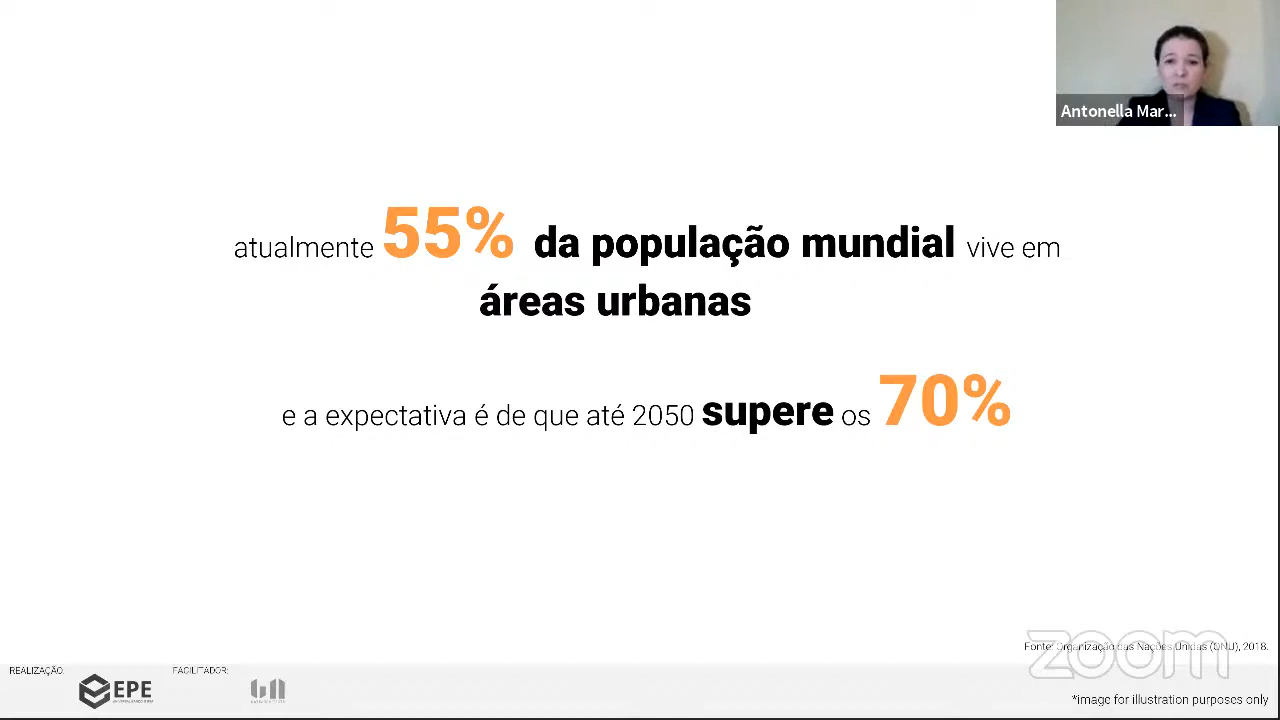 Antonella Mar...
atualmente 55% da população mundial vive em
áreas urbanas
e a expectativa é de que até 2050 supere os 70%
Fonte: Organização das Nações Unidas (ONU), 2018.
zoom
REALIZAÇÃO
FACILITADOR:
EPE
*image for illustration purposes only